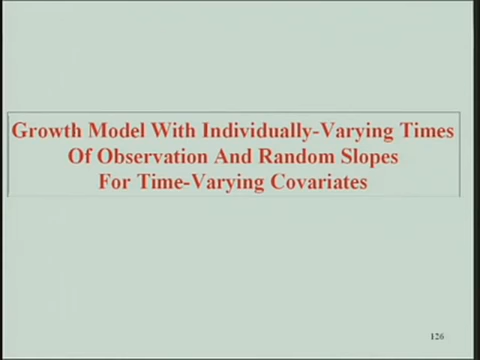 Growth Model With Individually-Varying Times
Of Observation And Random Slopes
For Time-Varying Covariates
126